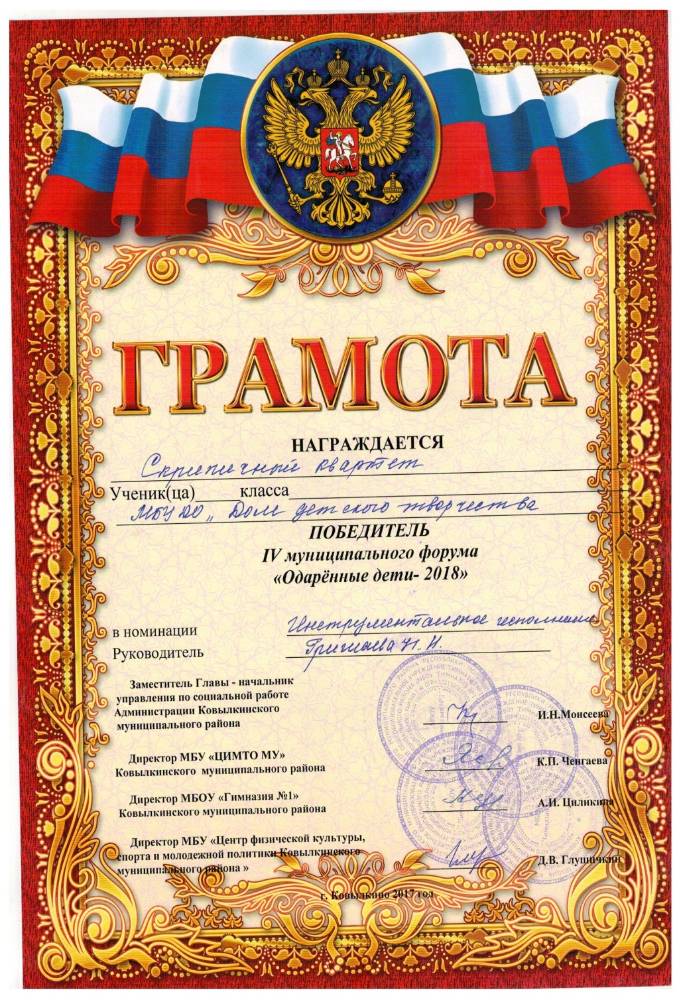 ГРАМОТА
НАГРАЖДАЕТСЯ
Скрипичный квартет
Ученик(ца)_____класса
МБУ ДО „ Дом детского творчества
ПОБЕДИТЕЛЬ
IV муниципального форума
«Одарённые дети- 2018»
в номинации Инструментальное
Руководитель Н.
Заместитель Главы - начальник
управления по социальной работе
Администрации Ковылкинского
муниципального района И.Н.Моисеева
Директор МБУ «ЦИМТО МУ»
Ковылкинского муниципального района К.П. Ченгаева
Директор МБОУ «Гимназия №1»
Ковылкинского муниципального района А.И. Циликина
Директор МБУ «Центр физической культуры,
спорта и молодежной политики Ковылкинского
муниципального района » Д.В. Глушичкин
г. Ковылкино 2017 год